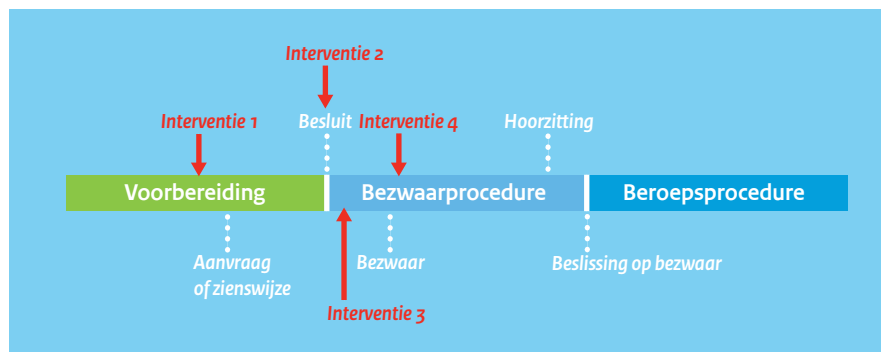 Interventie 2
Interventie 1
Besluit
Interventie 4
Hoorzitting
Voorbereiding
Bezwaarprocedure
Beroepsprocedure
Aanvraag
of zienswijze
Bezwaar
Beslissing op bezwaar
Interventie 3